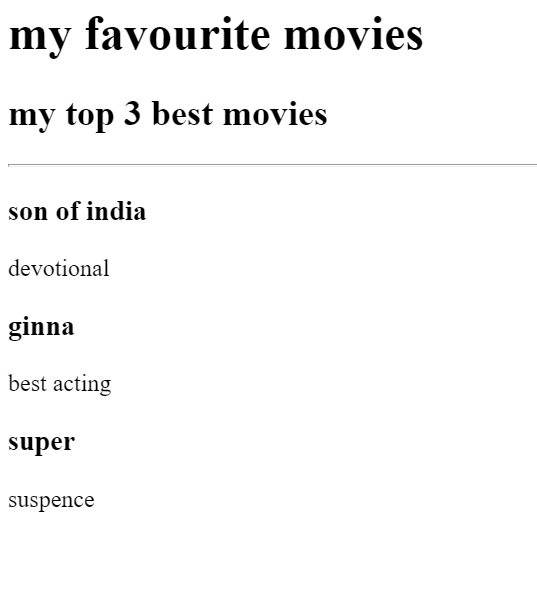 my favourite movies
my top 3 best movies
son of india
devotional
ginna
best acting
super
suspence